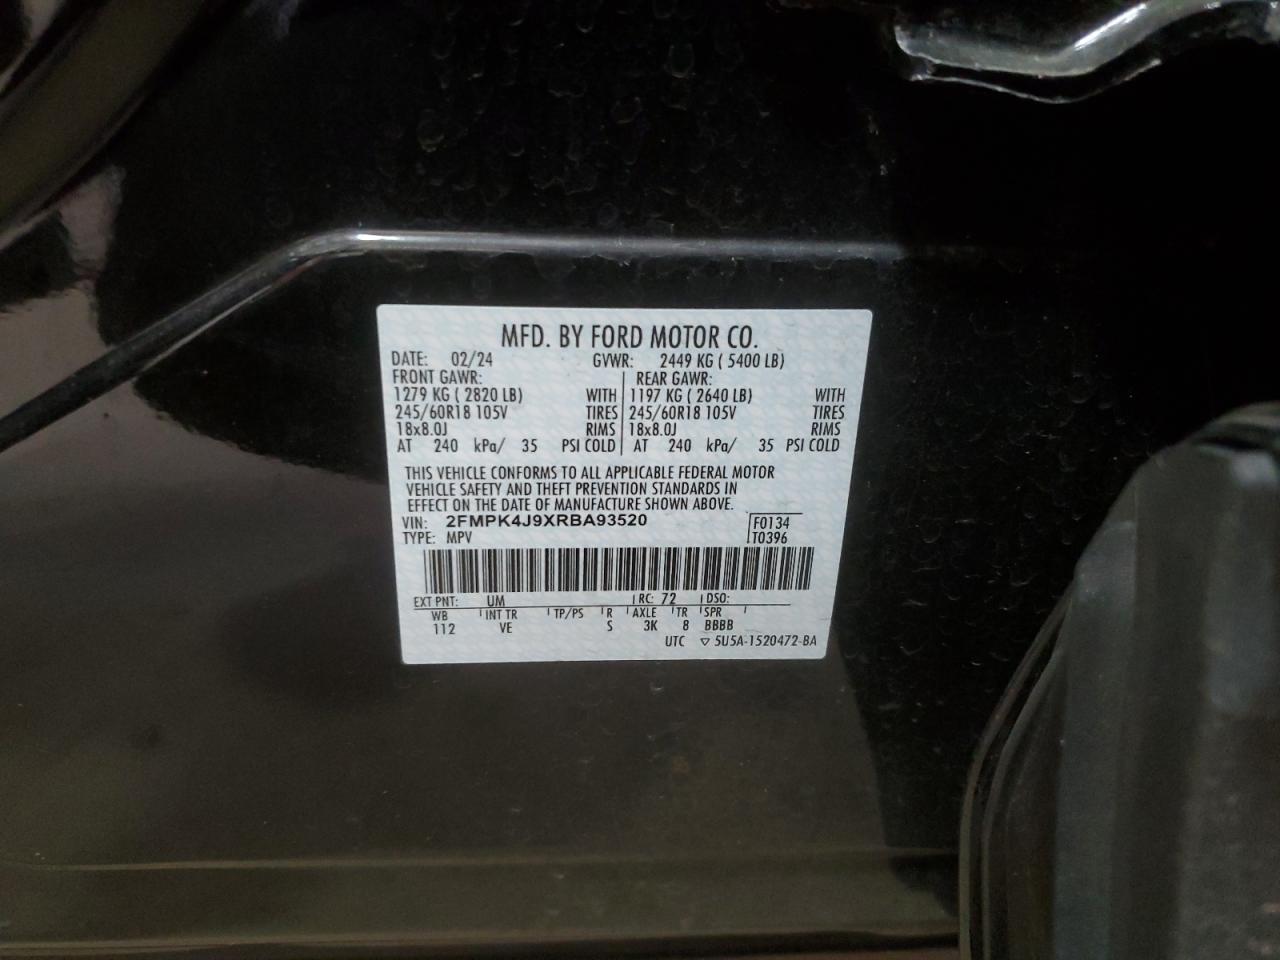 MFD. BY FORD MOTOR CO.
DATE: 02/24 GVWR: 2449 KG ( 5400 LB)
FRONT GAWR: REAR GAWR:
1279 KG ( 2820 LB) WITH 1197 KG ( 2640 LB) WITH
245/60R18 105V TIRES 245/60R18 105V TIRES
18x8.0J RIMS 18x8.0J RIMS
AT 240 kPa/ 35 PSI COLD AT 240 kPa/ 35 PSI COLD
THIS VEHICLE CONFORMS TO ALL APPLICABLE FEDERAL MOTOR
VEHICLE SAFETY AND THEFT PREVENTION STANDARDS IN
EFFECT ON THE DATE OF MANUFACTURE SHOWN ABOVE.
VIN: 2FMPK4J9XRBA93520 F0134
TYPE: MPV T0396
EXT PNT: UM RC: 72 DSO:
WB INT TR TP/PS R AXLE TR SPR
112 VE S 3K 8 BBBB
UTC ▽ 5U5A-1520472-BA